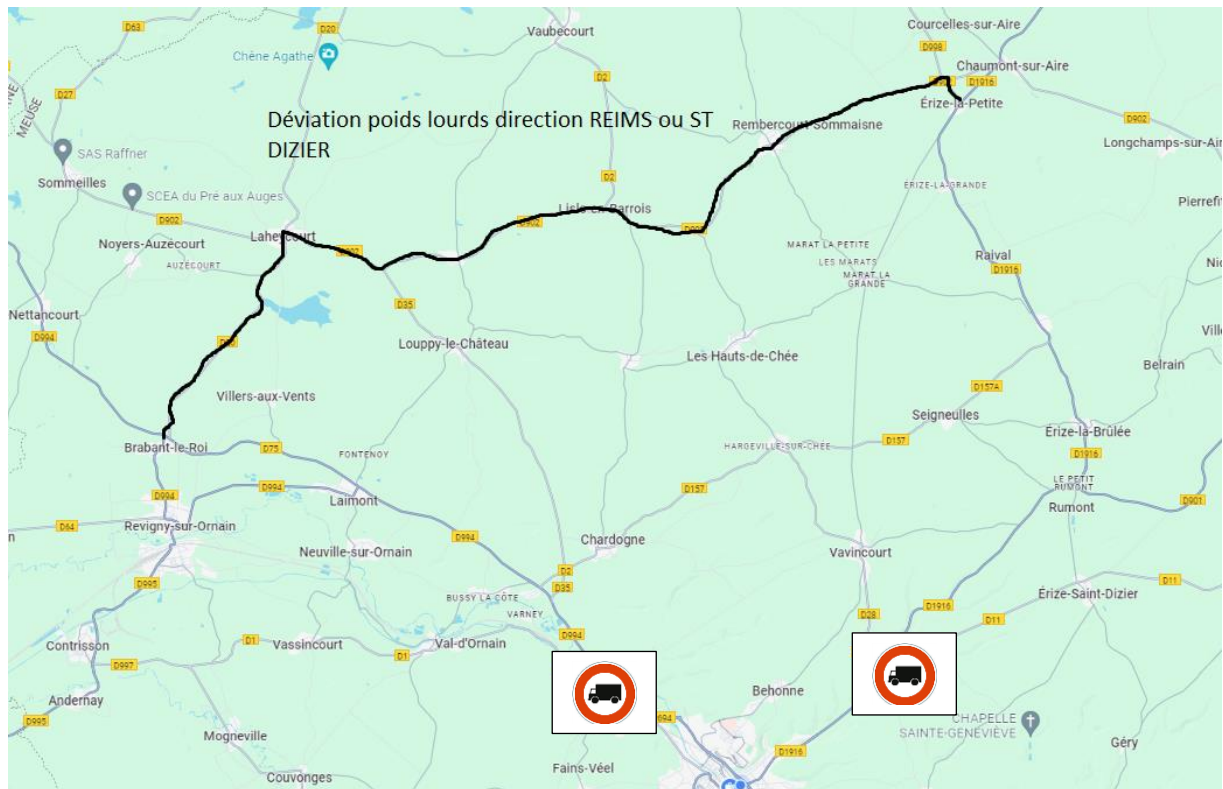 D63
D20
Vaubecourt
Courcelles-sur-Aire
D998
Chêne Agathe
Chaumont-sur-Aire
D2
D1916
D27
MEUSE
Érize-la-Petite
Déviation poids lourds direction REIMS ou ST
DIZIER
Rembercourt-Sommaisne
D902
Longchamps-sur-Air
SAS Raffner
Sommeilles
D2
SCEA du Pré aux Auges
ÉRIZE-LA-GRANDE
Pierrefit
D902
Lisle-en-Barrois
D902
Noyers-Auzécourt
Laheycourt
AUZÉCOURT
MARAT LA PETITE
LES MARATS
MARAT LA
GRANDE
Raival
D1916
D35
Nettancourt
D994
Louppy-le-Château
Les Hauts-de-Chée
Belrain
Villers-aux-Vents
D157A
Seigneulles
Brabant-le-Roi
D75
FONTENOY
HARGEVILLE-SUR-CHÉE
D157
Érize-la-Brûlée
D1916
D994
D994
Laimont
D157
LE PETIT
RUMONT
Rumont
D901
D64
Revigny-sur-Ornain
D994
Chardogne
Neuville-sur-Ornain
Vavincourt
D995
D2
D35
BUSSY LA CÔTE
VARNEY
D11
Érize-Saint-Dizier
D1916
D28
D11
Contrisson
D1
Vassincourt
D1
Val-d'Ornain
D994
D997
Andernay
D995
Behonne
CHAPELLE
SAINTE-GENEVIÈVE
Mogneville
Géry
D1916
Couvonges
Fains-Véel